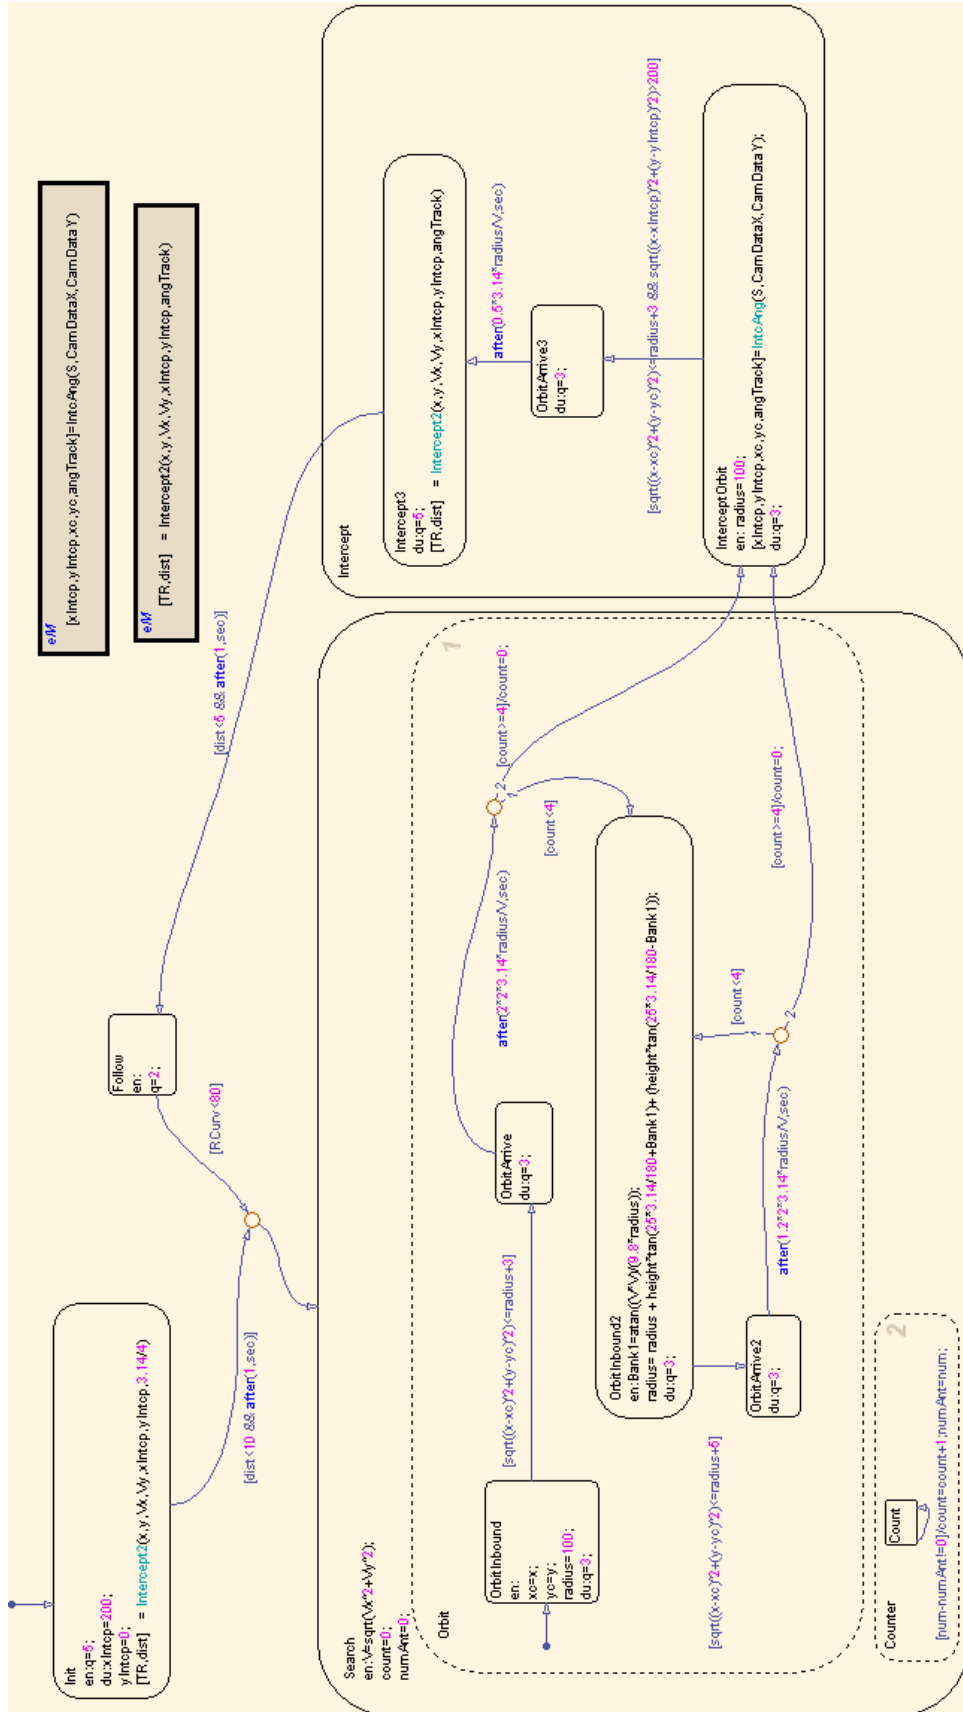 Init
en:q=5;
du:xIntcp=200;
yIntcp=0;
[TR,dist] = Intercept2(x,y,Vx,Vy,xIntcp,yIntcp,3.14/4)
[dist<10 && after(1,sec)]
Follow
en:
q=2;
[RCurv<80]
[dist<5 && after(1,sec)]
eM
[xIntcp,yIntcp,xc,yc,angTrack]=IntcAng(S,CamDataX,CamDataY)
eM
[TR,dist] = Intercept2(x,y,Vx,Vy,xIntcp,yIntcp,angTrack)
Search
en:V=sqrt(Vx^2+Vy^2);
count=0;
numAnt=0;
Orbit
1
OrbitInbound
en:
xc=x;
yc=y;
radius=100;
du:q=3;
[sqrt((x-xc)^2+(y-yc)^2)<=radius+3]
OrbitArrive
du:q=3;
after(2*2*3.14*radius/V,sec)
1
2
[count<4]
[count>=4]/count=0;
OrbitInbound2
en:Bank1=atan((V*V)/(9.8*radius));
radius= radius + height*tan(25*3.14/180+Bank1)+ (height*tan(25*3.14/180-Bank1));
du:q=3;
[sqrt((x-xc)^2+(y-yc)^2)<=radius+5]
OrbitArrive2
du:q=3;
after(1.2*2*3.14*radius/V,sec)
1
2
[count<4]
[count>=4]/count=0;
Counter
2
Count
[num-numAnt!=0]/count=count+1;numAnt=num;
Intercept
Intercept3
du:q=5;
[TR,dist] = Intercept2(x,y,Vx,Vy,xIntcp,yIntcp,angTrack)
after(0.5*3.14*radius/V,sec)
OrbitArrive3
du:q=3;
[sqrt((x-xc)^2+(y-yc)^2)<=radius+3 && sqrt((x-xIntcp)^2+(y-yIntcp)^2)>200]
InterceptOrbit
en: radius=100;
[xIntcp,yIntcp,xc,yc,angTrack]=IntcAng(S,CamDataX,CamDataY);
du:q=3;